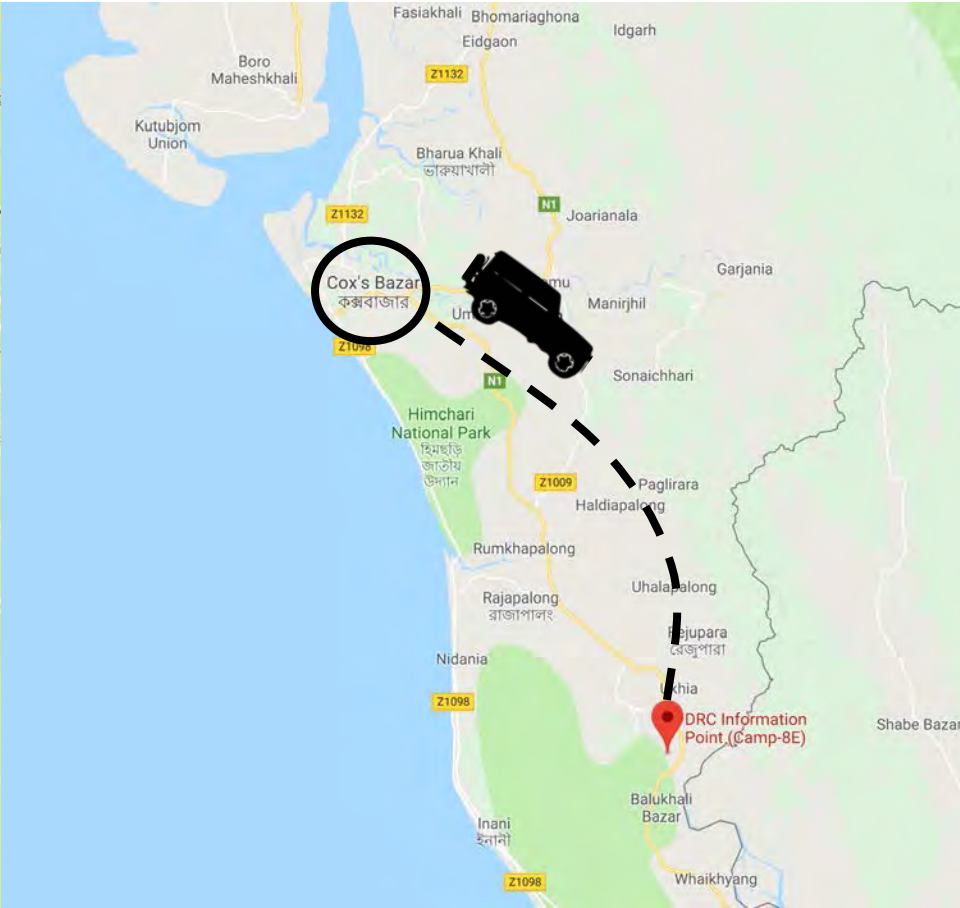 Fasiakhali
Bhomariaghona
Idgarh
Eidgaon
Boro
Maheshkhali
Z1132
Kutubjom
Union
Bharua Khali
ভারুয়াখালী
N1
Z1132
Joarianala
Garjania
Cox's Bazar
কক্সবাজার
Manirjhil
Z1098
Sonaichhari
N1
Himchari
National Park
হিমছড়ি
জাতীয়
উদ্যান
Z1009
Paglirara
Haldiapalong
Rumkhapalong
Uhalapalong
Rajapalong
রাজাপালং
Rejupara
রেজুপারা
Nidania
Ukhia
Z1098
DRC Information
Point (Camp-8E)
Shabe Bazar
Balukhali
Bazar
Inani
ইনানী
Z1098
Whaikhyang